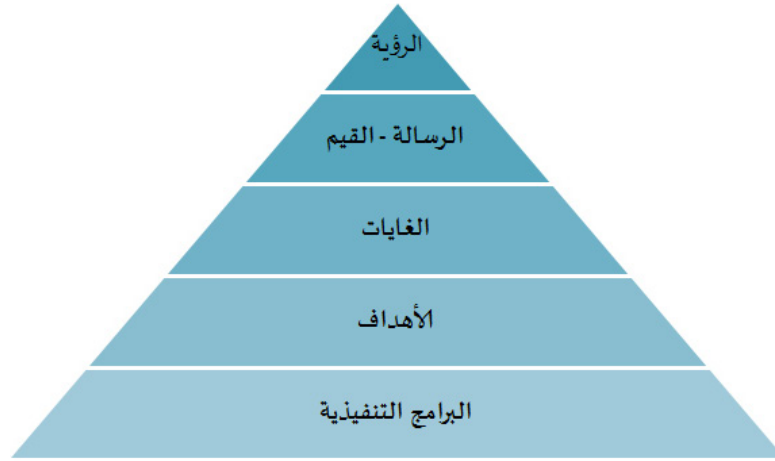 الرؤية
الرسالة - القيم
الغايات
الأهداف
البرامج التنفيذية